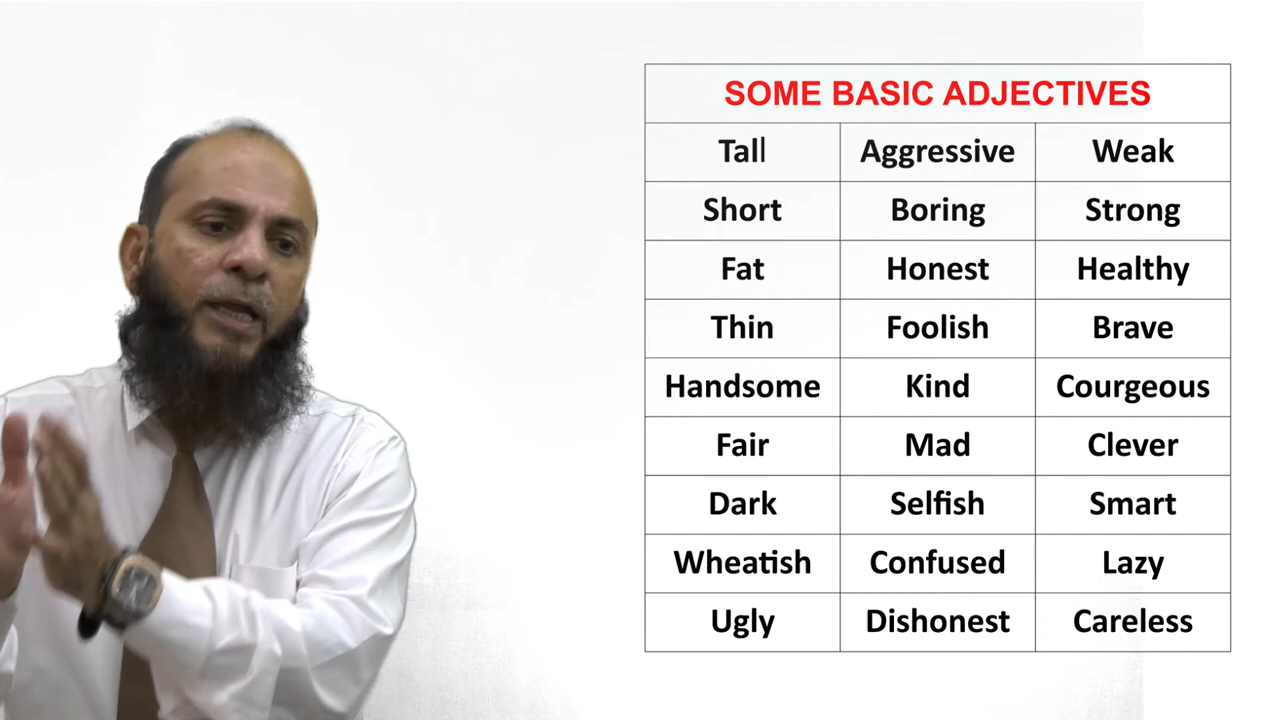 SOME BASIC ADJECTIVES
Tall Aggressive Weak
Short Boring Strong
Fat Honest Healthy
Thin Foolish Brave
Handsome Kind Courgeous
Fair Mad Clever
Dark Selfish Smart
Wheatish Confused Lazy
Ugly Dishonest Careless